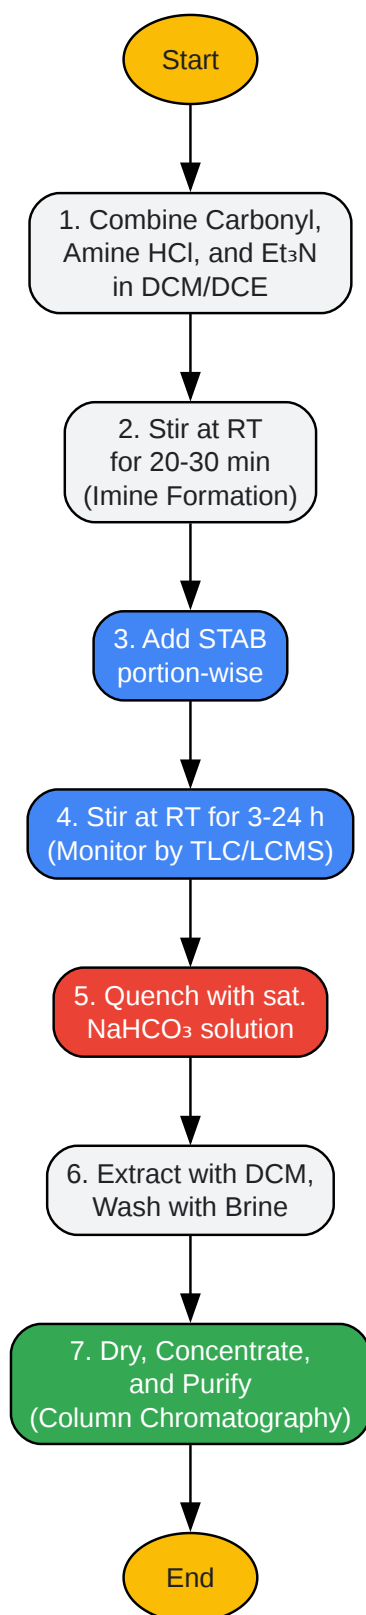 Start
1. Combine Carbonyl,
Amine HCl, and Et₃N
in DCM/DCE
2. Stir at RT
for 20-30 min
(Imine Formation)
3. Add STAB
portion-wise
4. Stir at RT for 3-24 h
(Monitor by TLC/LCMS)
5. Quench with sat.
NaHCO₃ solution
6. Extract with DCM,
Wash with Brine
7. Dry, Concentrate,
and Purify
(Column Chromatography)
End